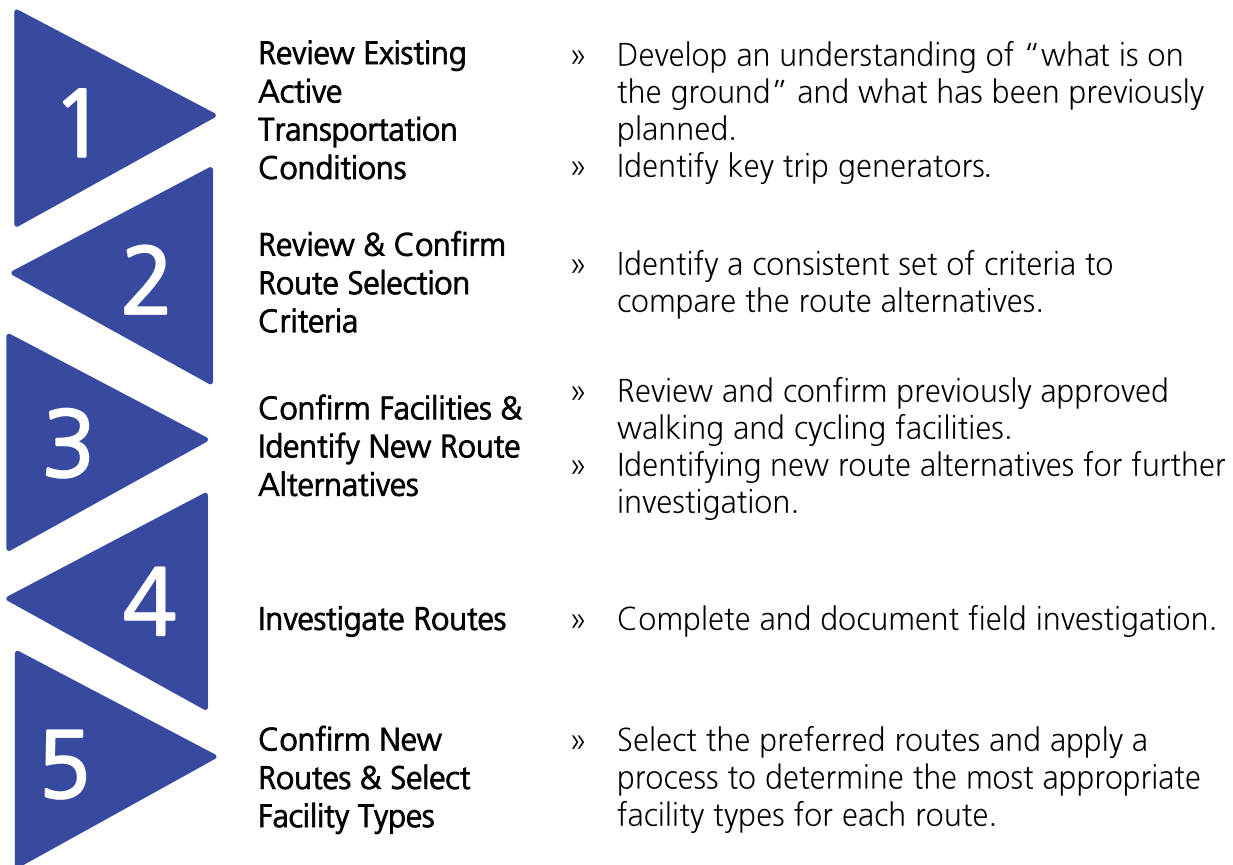 1
Review Existing
Active
Transportation
Conditions
» Develop an understanding of “what is on
the ground” and what has been previously
planned.
» Identify key trip generators.
2
Review & Confirm
Route Selection
Criteria
» Identify a consistent set of criteria to
compare the route alternatives.
3
Confirm Facilities &
Identify New Route
Alternatives
» Review and confirm previously approved
walking and cycling facilities.
» Identifying new route alternatives for further
investigation.
4
Investigate Routes
» Complete and document field investigation.
5
Confirm New
Routes & Select
Facility Types
» Select the preferred routes and apply a
process to determine the most appropriate
facility types for each route.